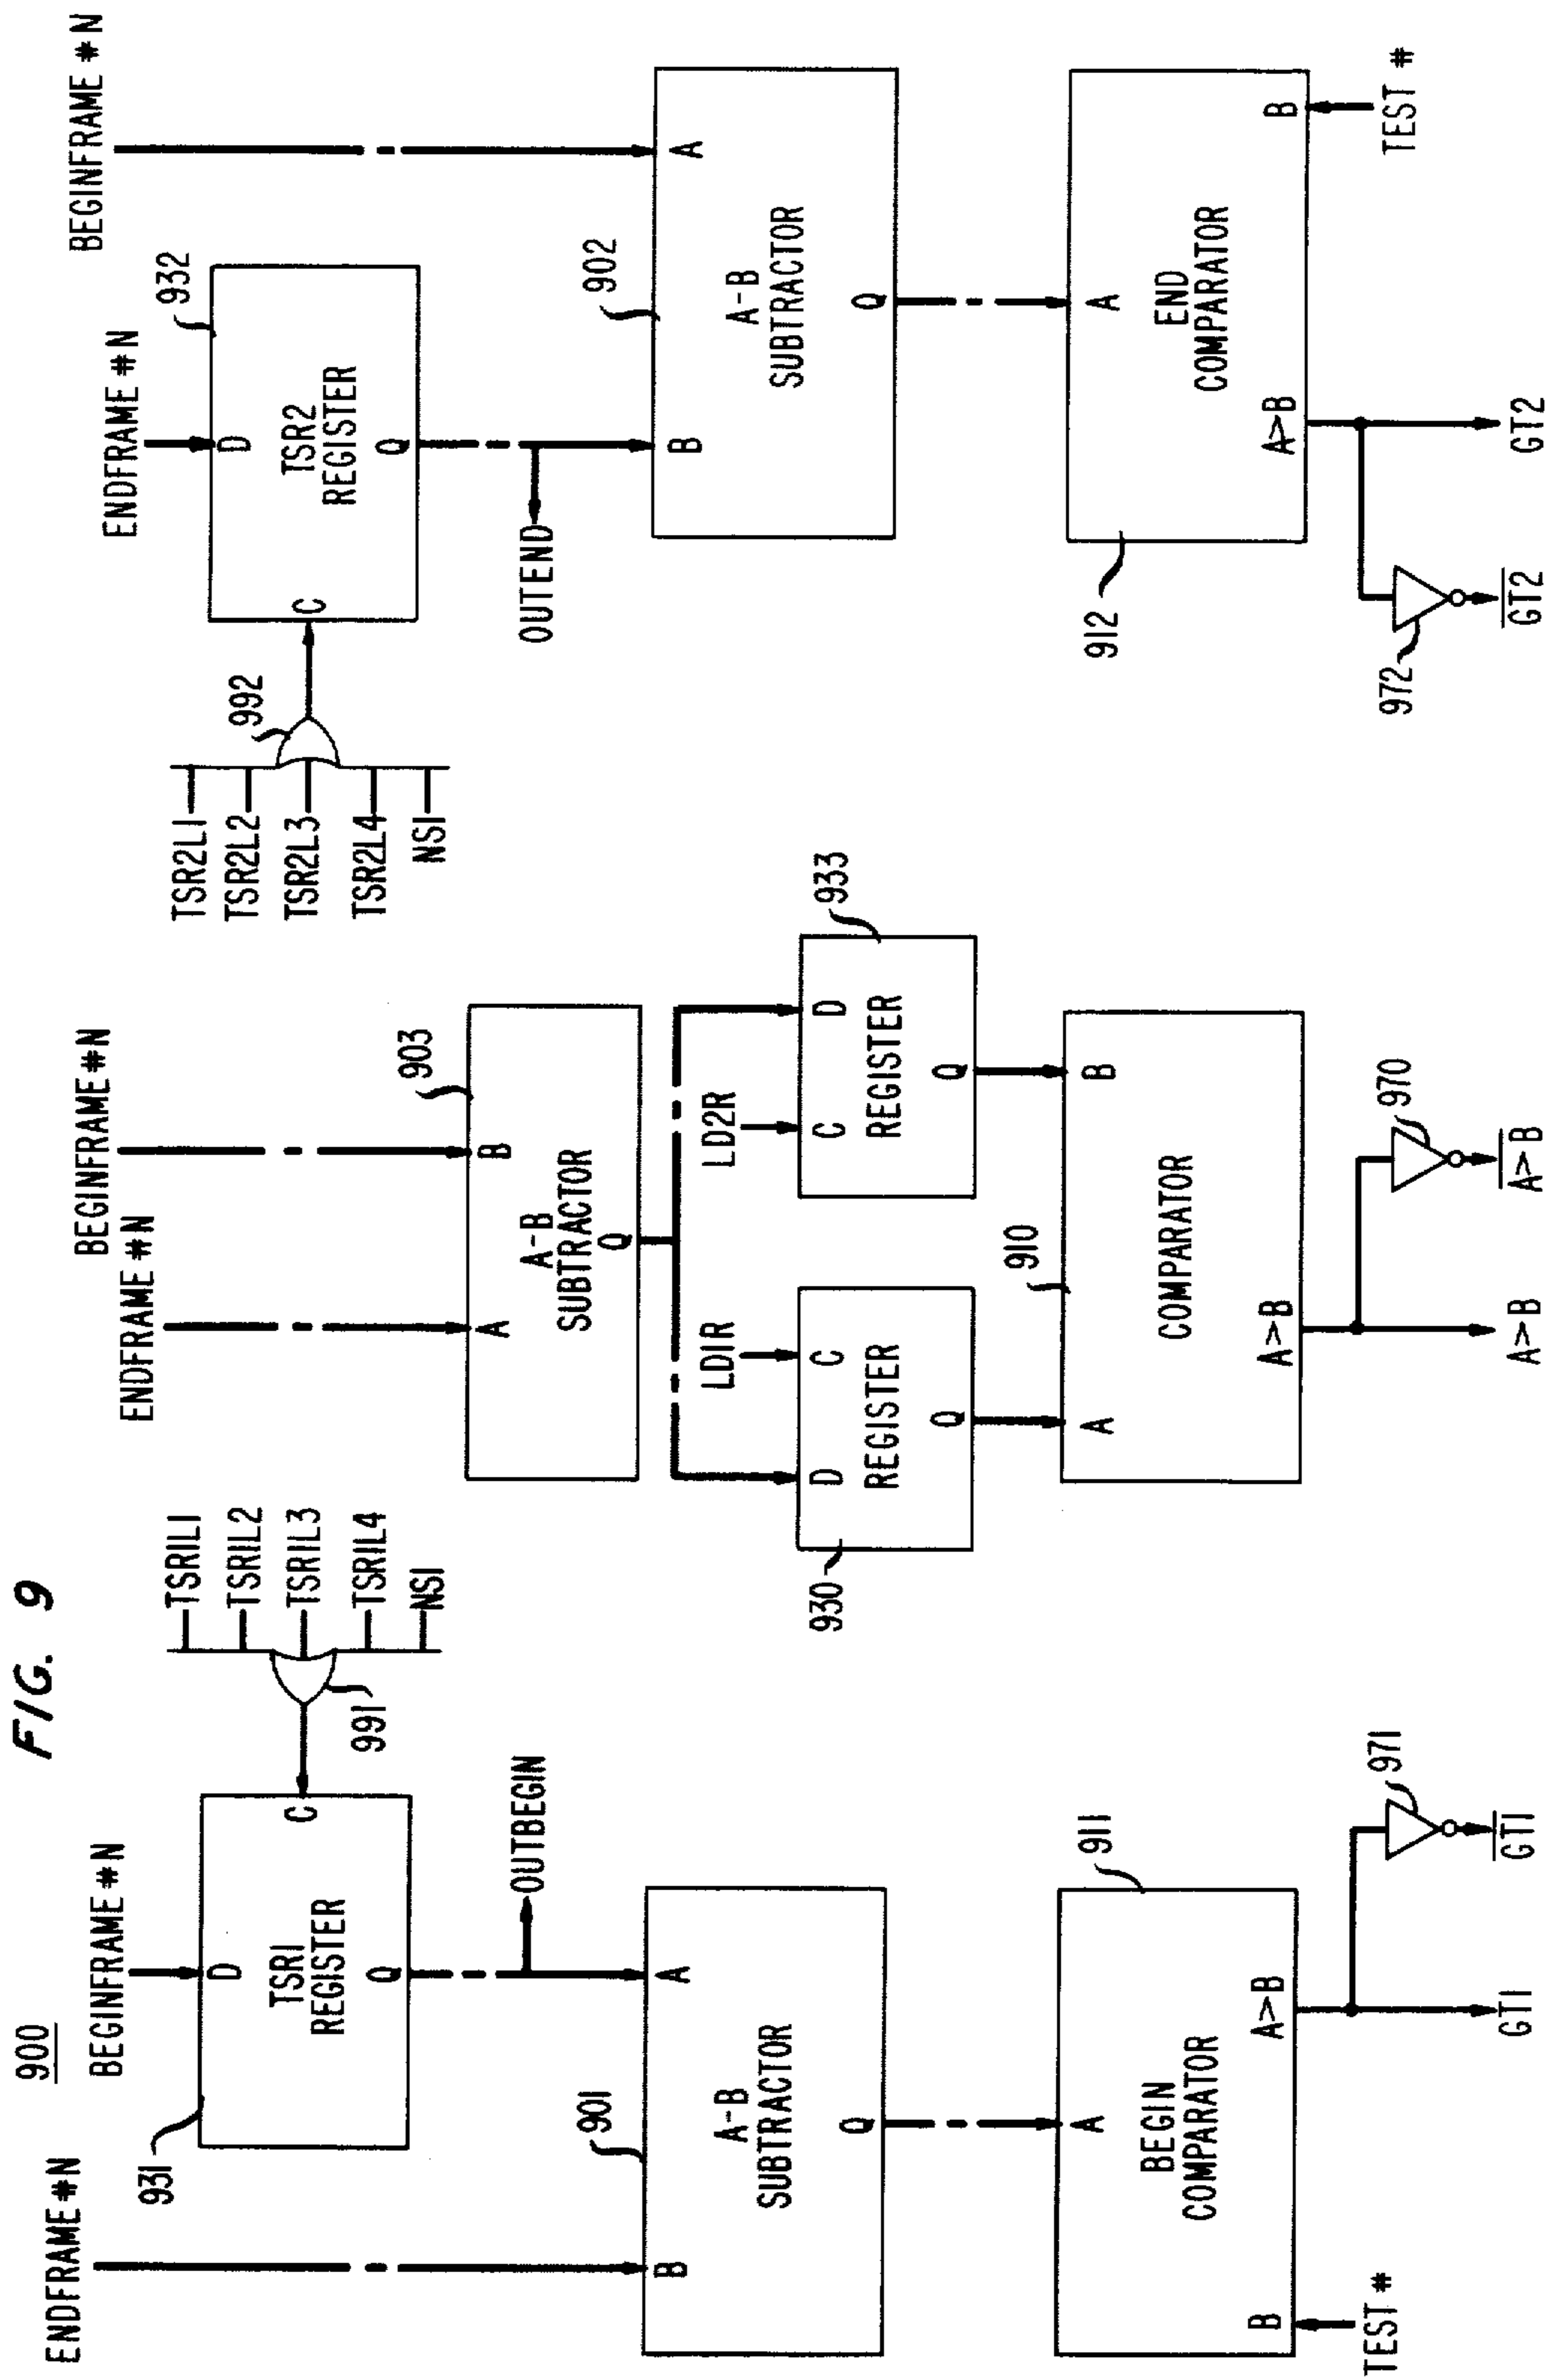 FIG. 9
900
ENDFRAME #N
BEGINFRAME #N
931
D
TSR1
REGISTER
C
Q
991
TSR1L1
TSR1L2
TSR1L3
TSR1L4
NS1
OUTBEGIN
901
B
A
A-B
SUBTRACTOR
Q
911
A
BEGIN
COMPARATOR
B
A>B
TEST #
971
GT1
GT1
ENDFRAME #N
BEGINFRAME #N
903
A
B
A-B
SUBTRACTOR
Q
LD1R
LD2R
930
D
C
REGISTER
Q
933
C
D
REGISTER
Q
910
A
B
COMPARATOR
A>B
970
A>B
A>B
TSR2L1
TSR2L2
TSR2L3
TSR2L4
NS1
992
ENDFRAME #N
BEGINFRAME #N
932
D
C
TSR2
REGISTER
Q
OUTEND
902
B
A
A-B
SUBTRACTOR
Q
912
A
END
COMPARATOR
A>B
B
TEST #
972
GT2
GT2